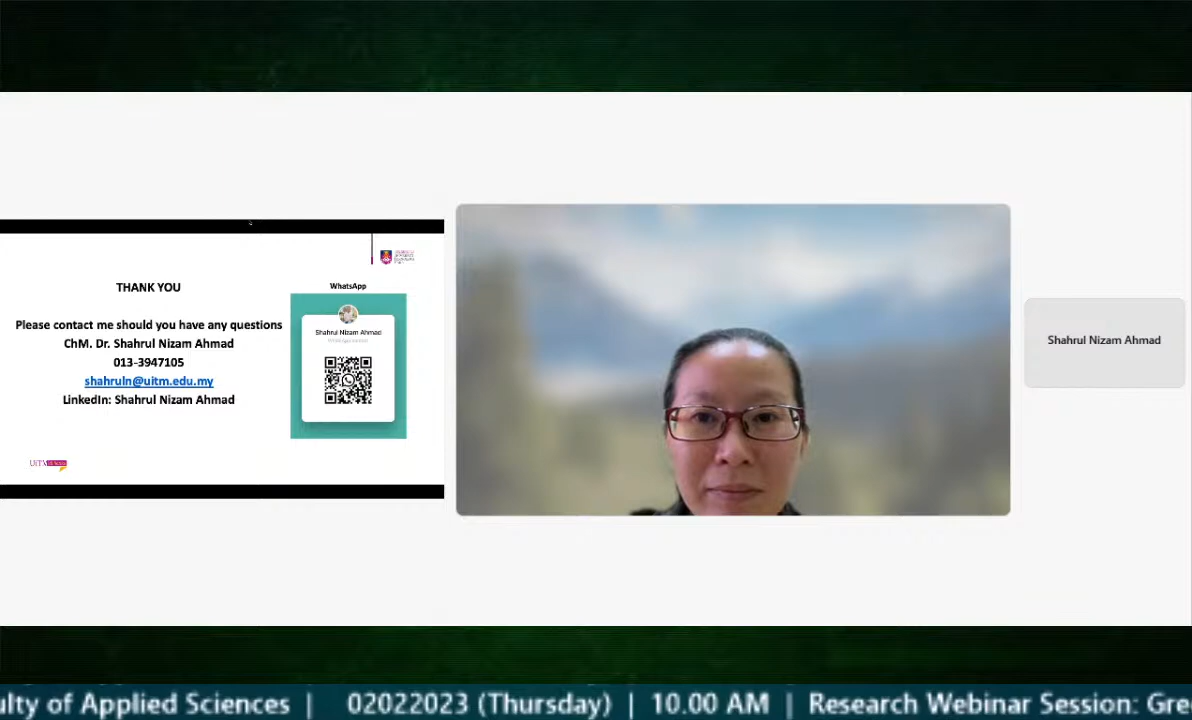 THANK YOU
Please contact me should you have any questions
ChM. Dr. Shahrul Nizam Ahmad
013-3947105
shahruln@uitm.edu.my
LinkedIn: Shahrul Nizam Ahmad
WhatsApp
Shahrul Nizam Ahmad
Shahrul Nizam Ahmad
ulty of Applied Sciences | 02022023 (Thursday) | 10.00 AM | Research Webinar Session: Gre